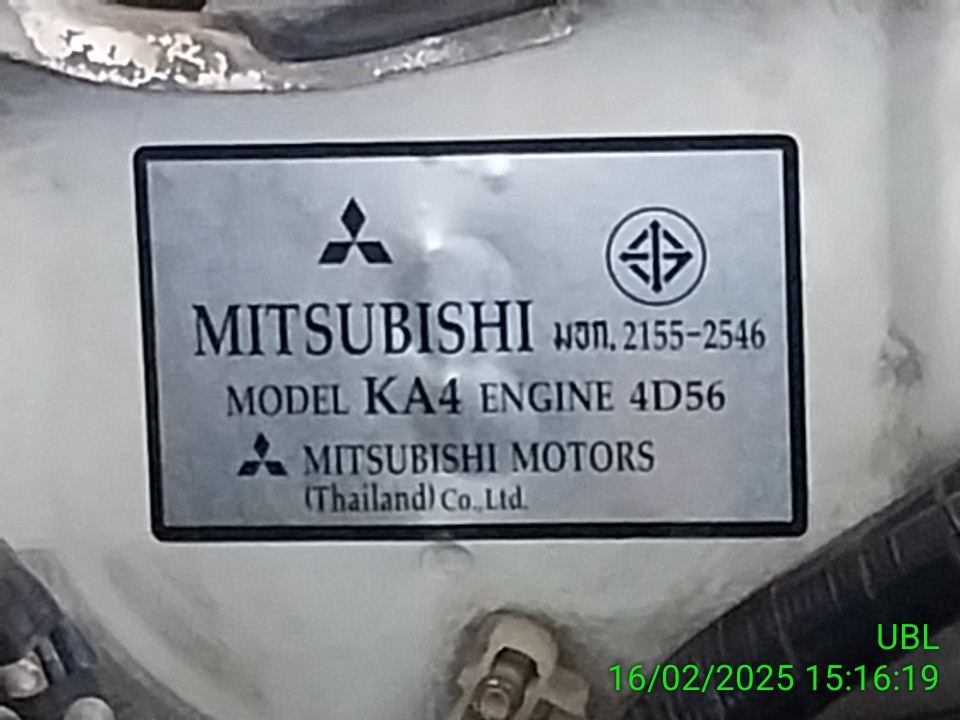 MITSUBISHI มอก. 2155-2546
MODEL KA4 ENGINE 4D56
MITSUBISHI MOTORS
(Thailand) Co., Ltd.
UBL
16/02/2025 15:16:19